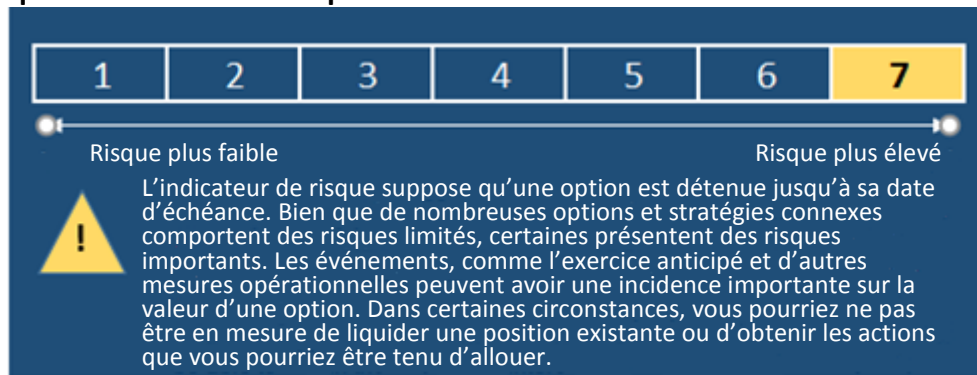 1 2 3 4 5 6 7
Risque plus faible Risque plus élevé
L’indicateur de risque suppose qu’une option est détenue jusqu’à sa date
d’échéance. Bien que de nombreuses options et stratégies connexes
! comportent des risques limités, certaines présentent des risques
importants. Les événements, comme l’exercice anticipé et d’autres
mesures opérationnelles peuvent avoir une incidence importante sur la
valeur d’une option. Dans certaines circonstances, vous pourriez ne pas
être en mesure de liquider une position existante ou d’obtenir les actions
que vous pourriez être tenu d’allouer.